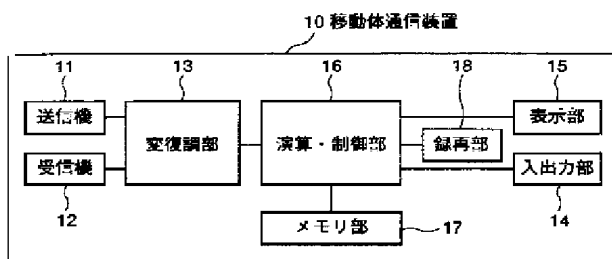 10 移動体通信装置
11
13
16
18
15
送信機
変復調部
演算・制御部
録再部
表示部
受信機
入出力部
12
メモリ部
17
14